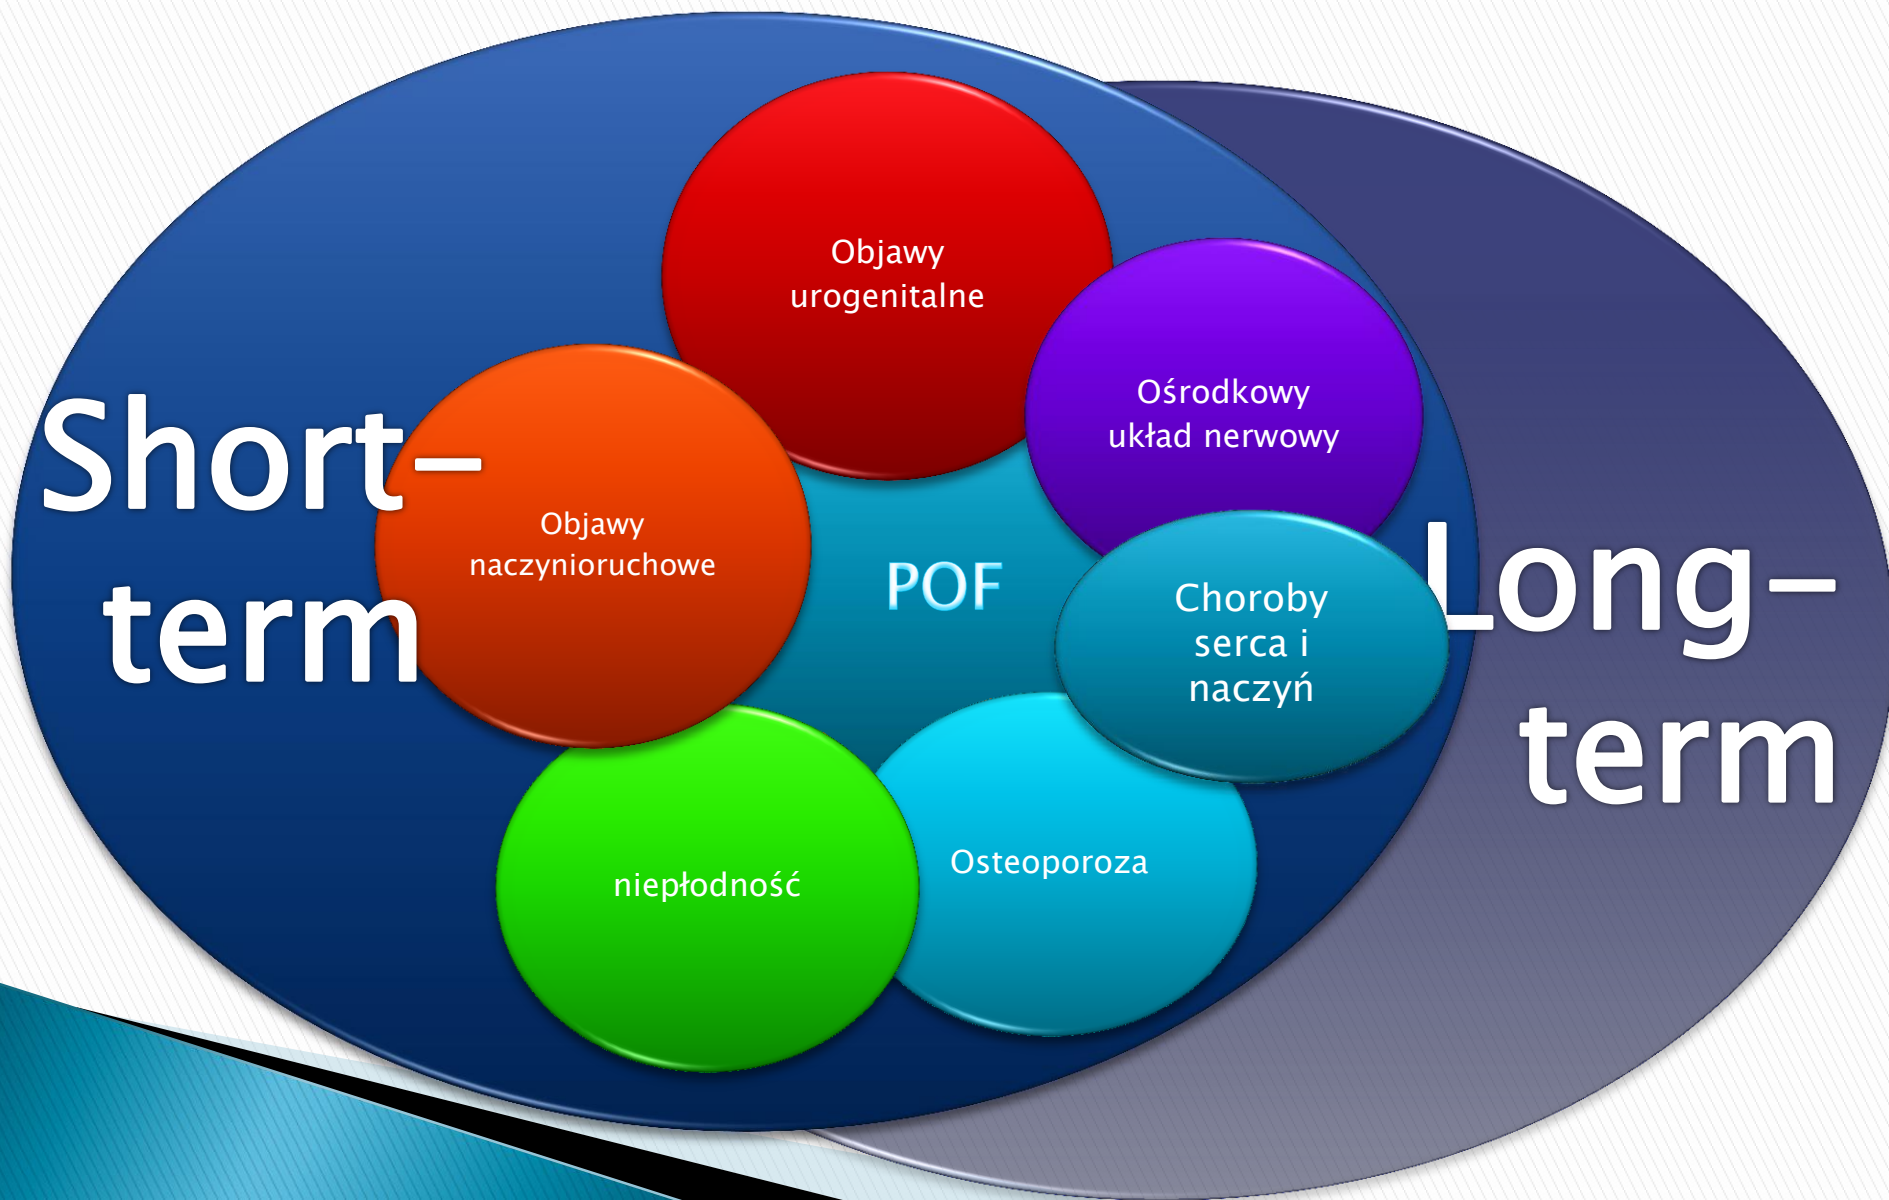 Objawy
urogenitalne
Ośrodkowy
układ nerwowy
Short-
term
Objawy
naczynioruchowe
POF
Choroby
serca i
naczyń
Long-
term
niepłodność
Osteoporoza